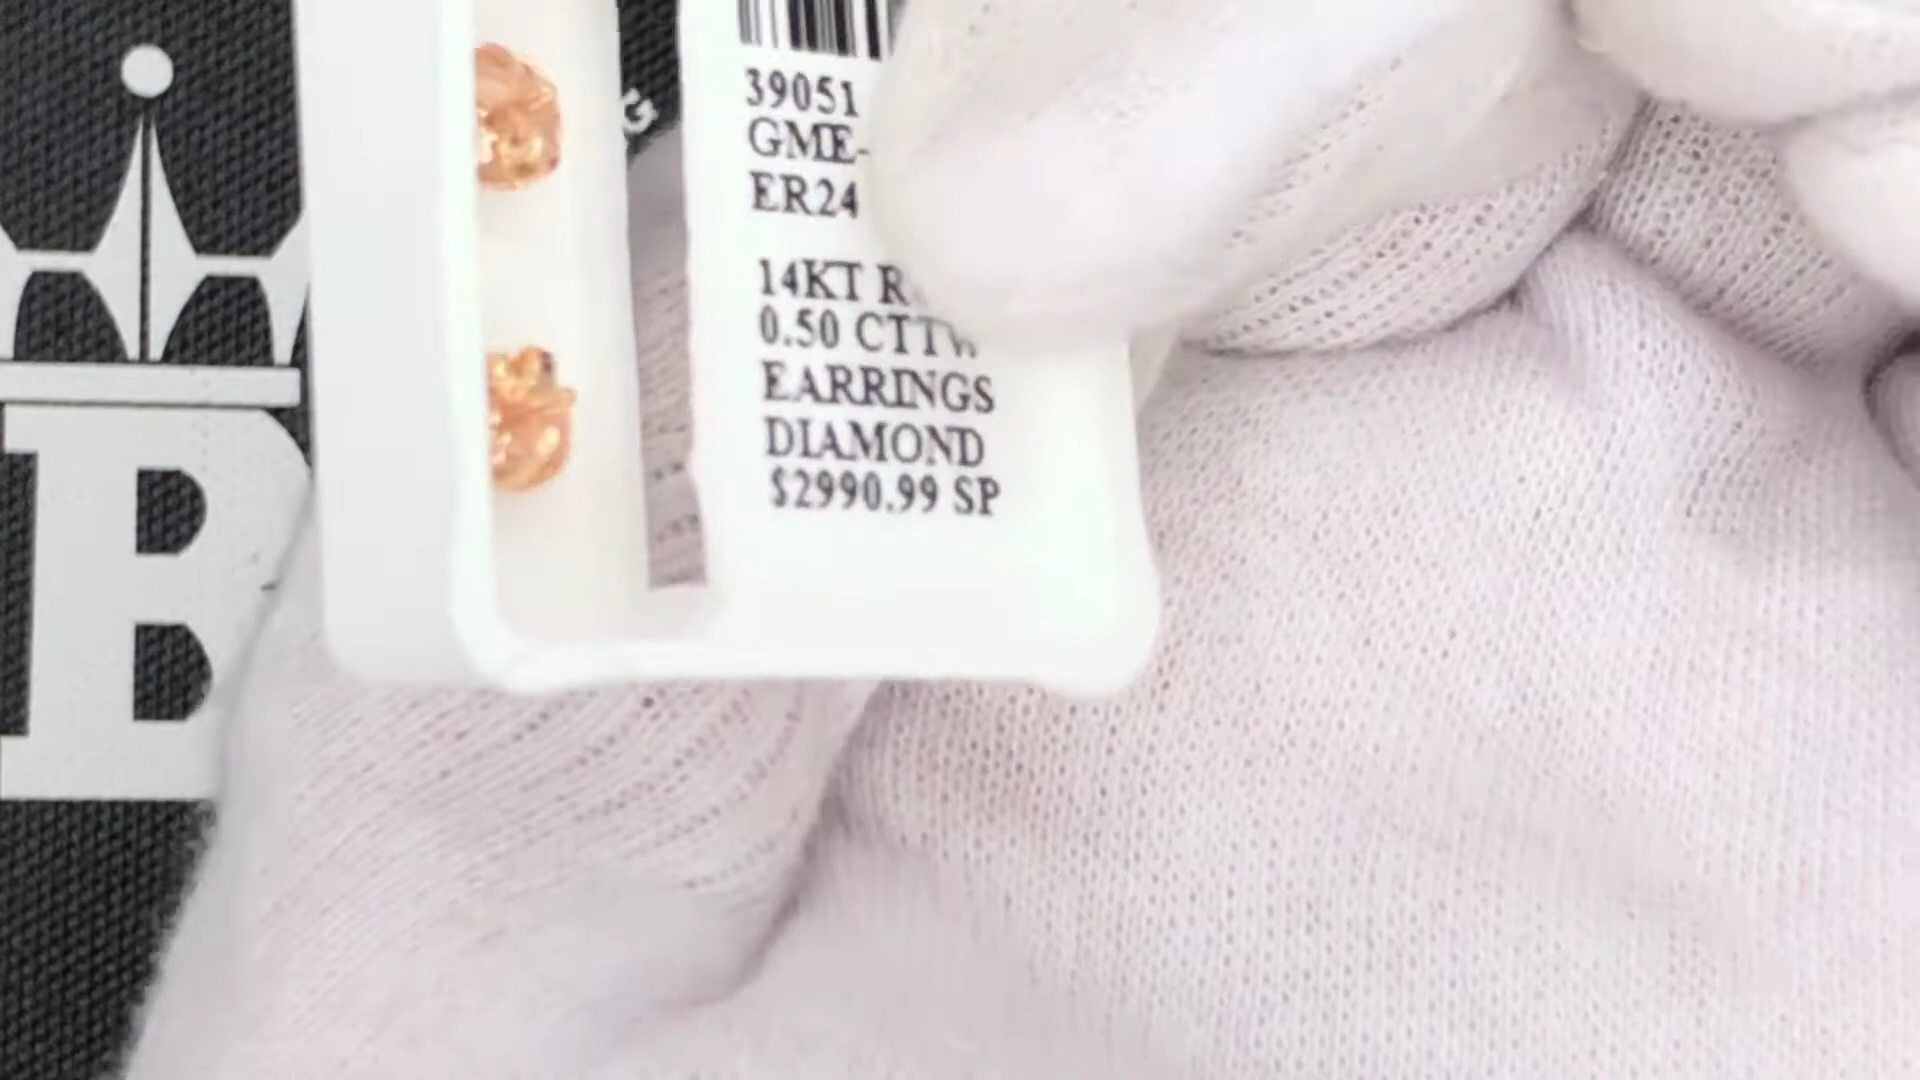 39051
GME-
ER24
14KT R
0.50 CTTW
EARRINGS
DIAMOND
$2990.99 SP
B
G